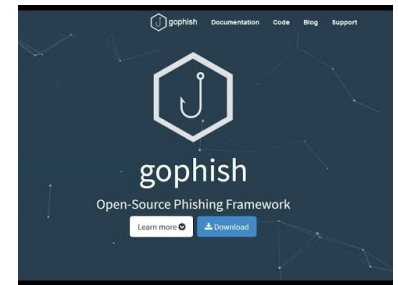 gophish Documentation Code Blog Support
gophish
Open-Source Phishing Framework
Learn more Download